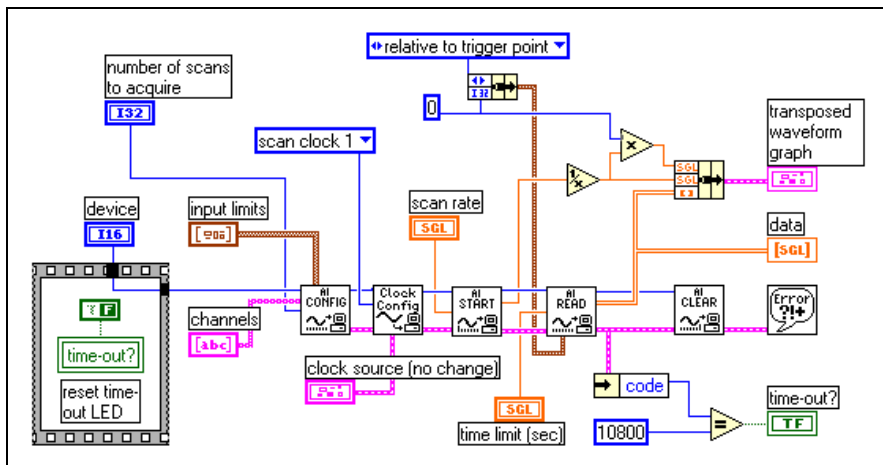 relative to trigger point
number of scans
to acquire
I32
I32
0
scan clock 1
x
1/x
SGL
SGL
[ ]
transposed
waveform
graph
device
I16
input limits
scan rate
SGL
data
[SGL]
AI
CONFIG
Clock
Config
AI
START
AI
READ
AI
CLEAR
Error
?!+
F
time-out?
reset time-
out LED
channels
[abc]
clock source (no change)
SGL
time limit (sec)
code
10800
=
time-out?
TF